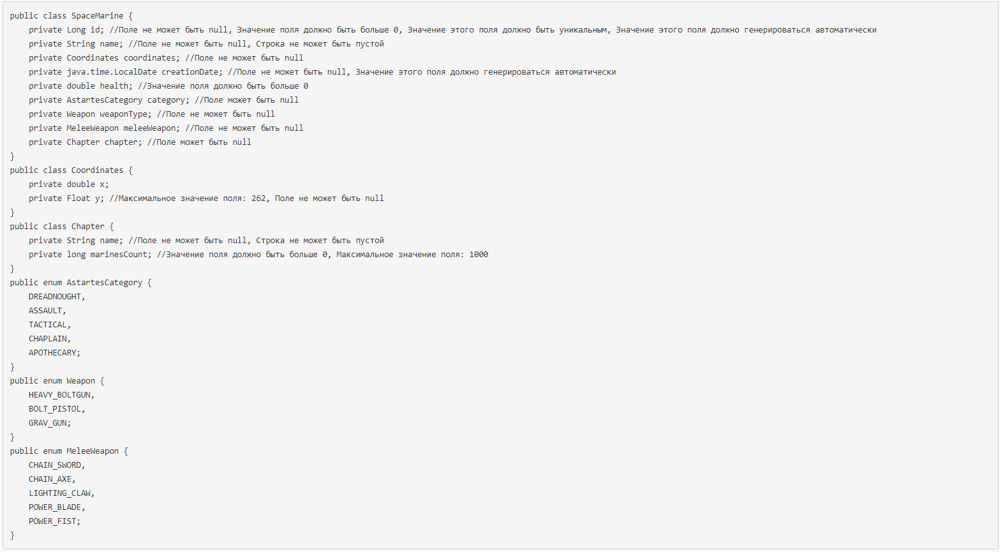 public class SpaceMarine {
    private Long id; //Поле не может быть null, Значение поля должно быть больше 0, Значение этого поля должно быть уникальным, Значение этого поля должно генерироваться автоматически
    private String name; //Поле не может быть null, Строка не может быть пустой
    private Coordinates coordinates; //Поле не может быть null
    private java.time.LocalDate creationDate; //Поле не может быть null, Значение этого поля должно генерироваться автоматически
    private double health; //Значение поля должно быть больше 0
    private AstartesCategory category; //Поле может быть null
    private Weapon weaponType; //Поле не может быть null
    private MeleeWeapon meleeWeapon; //Поле не может быть null
    private Chapter chapter; //Поле может быть null
}
public class Coordinates {
    private double x;
    private Float y; //Максимальное значение поля: 262, Поле не может быть null
}
public class Chapter {
    private String name; //Поле не может быть null, Строка не может быть пустой
    private long marinesCount; //Значение поля должно быть больше 0, Максимальное значение поля: 1000
}
public enum AstartesCategory {
    DREADNOUGHT,
    ASSAULT,
    TACTICAL,
    CHAPLAIN,
    APOTHECARY;
}
public enum Weapon {
    HEAVY_BOLTGUN,
    BOLT_PISTOL,
    GRAV_GUN;
}
public enum MeleeWeapon {
    CHAIN_SWORD,
    CHAIN_AXE,
    LIGHTING_CLAW,
    POWER_BLADE,
    POWER_FIST;
}